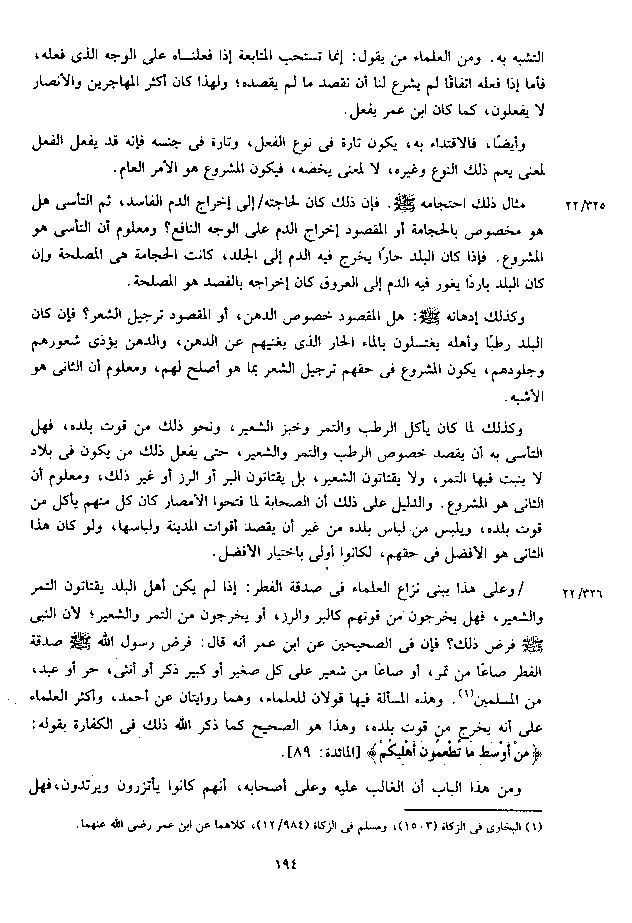 التشبه به. ومن العلماء من يقول: إنما تستحب المتابعة إذا فعلناه على الوجه الذى فعله،
فأما إذا فعله اتفاقًا لم يشرع لنا أن نقصد ما لم يقصده؛ ولهذا كان أكثر المهاجرين والأنصار
لا يفعلون، كما كان ابن عمر يفعل.
وأيضًا، فالاقتداء به، يكون تارة فى نوع الفعل، وتارة فى جنسه فإنه قد يفعل الفعل
لمعنى يعم ذلك النوع وغيره، لا لمعنى يخصه، فيكون المشروع هو الأمر العام.
٢٢/٣٢٥ مثال ذلك احتجامه ﷺ. فإن ذلك كان لحاجته/إلى إخراج الدم الفاسد، ثم التأسى هل
هو مخصوص بالحجامة أو المقصود إخراج الدم على الوجه النافع؟ ومعلوم أن التأسى هو
المشروع. فإذا كان البلد حارًا يخرج فيه الدم إلى الجلد، كانت الحجامة هى المصلحة وإن
كان البلد باردًا يغور فيه الدم إلى العروق كان إخراجه بالفصد هو المصلحة.
وكذلك إدهانه ﷺ: هل المقصود خصوص الدهن، أو المقصود ترجيل الشعر؟ فإن كان
البلد رطبًا وأهله يغتسلون بالماء الحار الذى يغنيهم عن الدهن، والدهن يؤذى شعورهم
وجلودهم، يكون المشروع فى حقهم ترجيل الشعر بما هو أصلح لهم، ومعلوم أن الثانى هو
الأشبه.
وكذلك لما كان يأكل الرطب والتمر وخبز الشعير، ونحو ذلك من قوت بلده، فهل
التأسى به أن يقصد خصوص الرطب والتمر والشعير، حتى يفعل ذلك من يكون فى بلاد
لا ينبت فيها التمر، ولا يقتاتون الشعير، بل يقتاتون البر أو الرز أو غير ذلك، ومعلوم أن
الثانى هو المشروع. والدليل على ذلك أن الصحابة لما فتحوا الأمصار كان كل منهم يأكل من
قوت بلده، ويلبس من لباس بلده من غير أن يقصد أقوات المدينة ولباسها، ولو كان هذا
الثانى هو الأفضل فى حقهم، لكانوا أولى باختيار الأفضل.
٢٢/٣٢٦ /وعلى هذا يبنى نزاع العلماء فى صدقة الفطر: إذا لم يكن أهل البلد يقتاتون التمر
والشعير، فهل يخرجون من قوتهم كالبر والرز، أو يخرجون من التمر والشعير؛ لأن النبى
ﷺ فرض ذلك؟ فإن فى الصحيحين عن ابن عمر أنه قال: فرض رسول الله ﷺ صدقة
الفطر صاعًا من تمر، أو صاعًا من شعير على كل صغير أو كبير ذكر أو أنثى، حر أو عبد،
من المسلمين(١). وهذه المسألة فيها قولان للعلماء، وهما روايتان عن أحمد، وأكثر العلماء
على أنه يخرج من قوت بلده، وهذا هو الصحيح كما ذكر الله ذلك فى الكفارة بقوله:
﴿مِنْ أَوْسَطِ مَا تُطْعِمُونَ أَهْلِيكُمْ﴾ [المائدة: ٨٩].
ومن هذا الباب أن الغالب عليه وعلى أصحابه، أنهم كانوا يأتزرون ويرتدون، فهل
(١) البخارى فى الزكاة (١٥٠٣)، ومسلم فى الزكاة (١٢/٩٨٤)، كلاهما عن ابن عمر رضى الله عنهما.
١٩٤